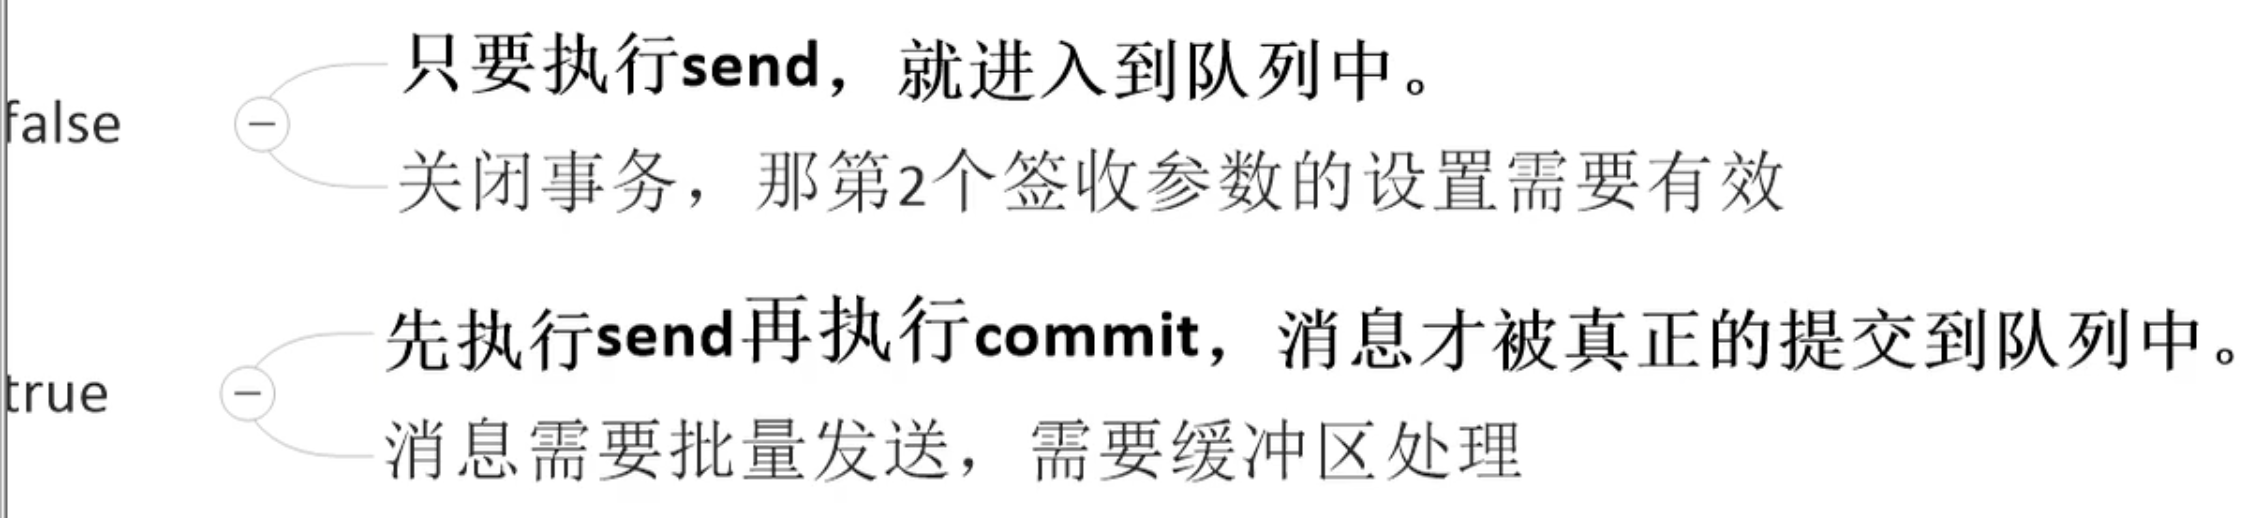 只要执行send，就进入到队列中。
false
关闭事务，那第2个签收参数的设置需要有效
先执行send再执行commit，消息才被真正的提交到队列中。
true
消息需要批量发送，需要缓冲区处理